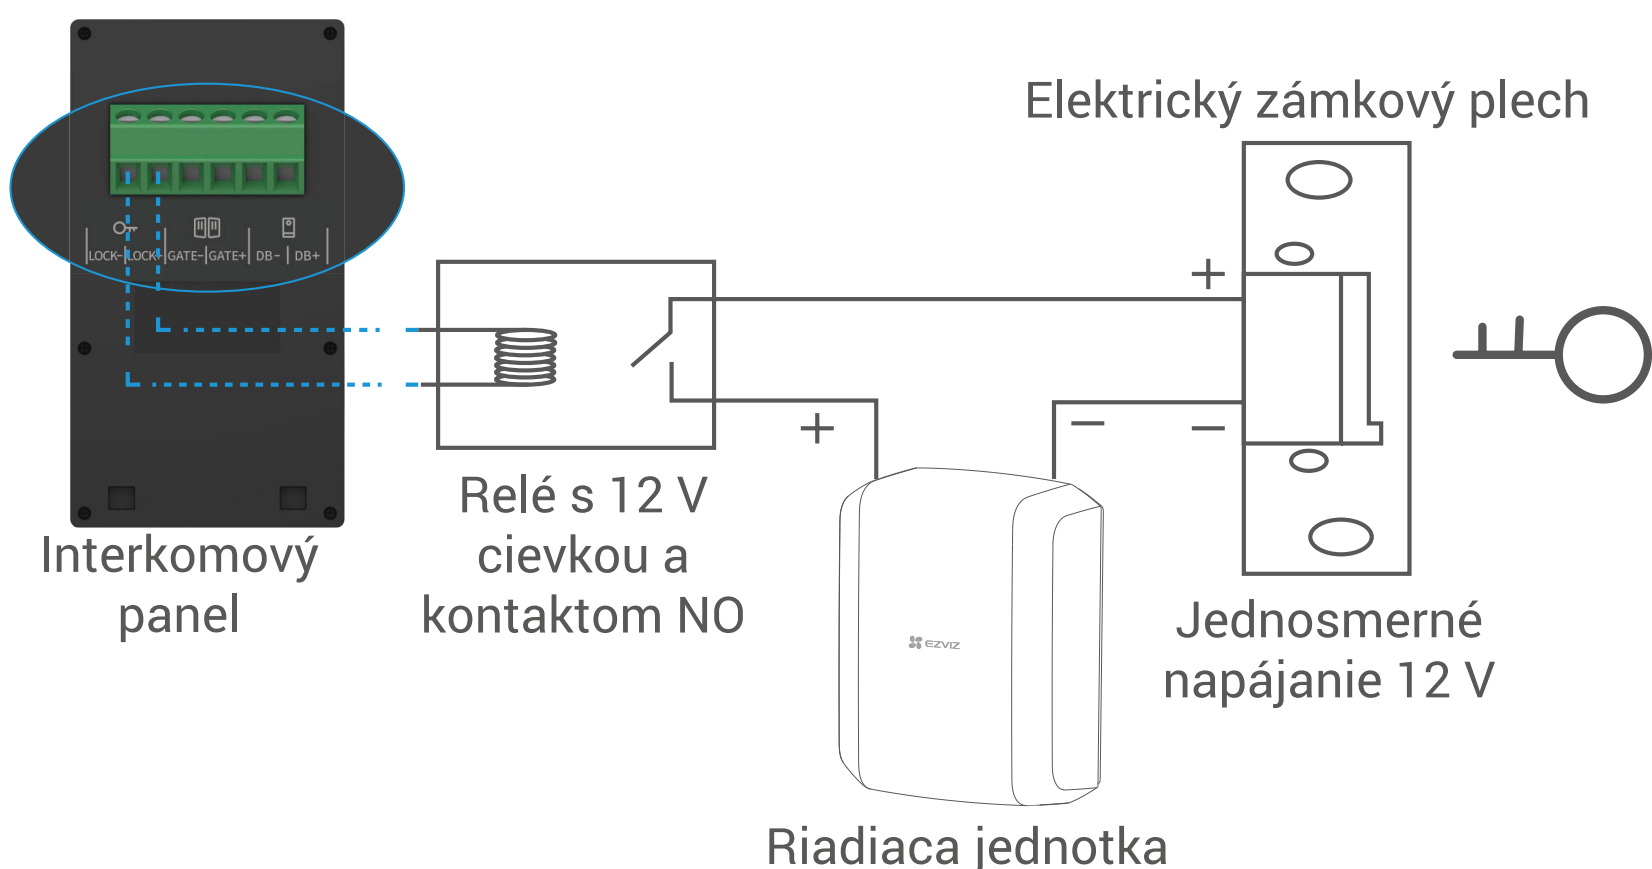 Elektrický zámkový plech
LOCK- LOCK+ GATE- GATE+ DB- DB+
+
+
-
-
Relé s 12 V
cievkou a
kontaktom NO
Interkomový
panel
Jednosmerné
napájanie 12 V
EZVIZ
Riadiaca jednotka